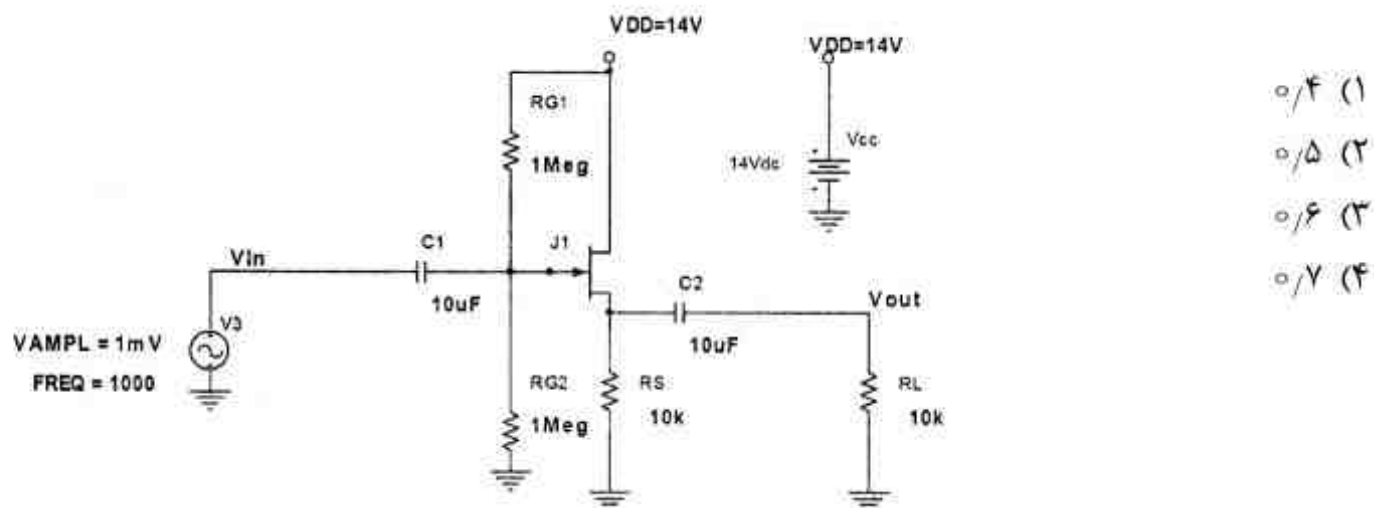 VDD=14V
VDD=14V
RG1
1Meg
Vcc
14Vdc
C1
J1
Vin
10uF
C2
Vout
10uF
V3
VAMPL = 1mV
FREQ = 1000
RG2
1Meg
RS
10k
RL
10k
۱) ۰/۴
۲) ۰/۵
۳) ۰/۶
۴) ۰/۷